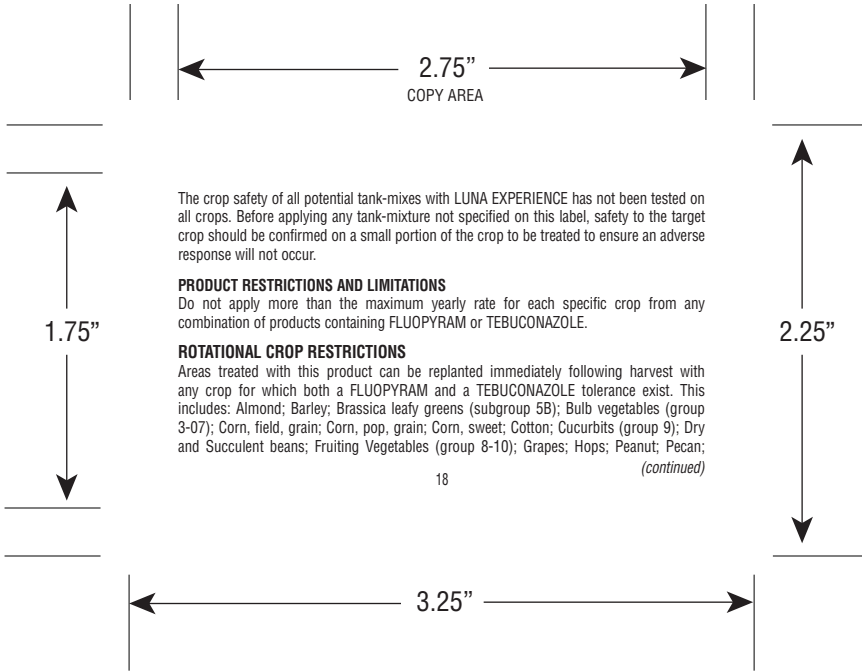 2.75”
COPY AREA
The crop safety of all potential tank-mixes with LUNA EXPERIENCE has not been tested on
all crops. Before applying any tank-mixture not specified on this label, safety to the target
crop should be confirmed on a small portion of the crop to be treated to ensure an adverse
response will not occur.
PRODUCT RESTRICTIONS AND LIMITATIONS
Do not apply more than the maximum yearly rate for each specific crop from any
combination of products containing FLUOPYRAM or TEBUCONAZOLE.
1.75”
2.25”
ROTATIONAL CROP RESTRICTIONS
Areas treated with this product can be replanted immediately following harvest with
any crop for which both a FLUOPYRAM and a TEBUCONAZOLE tolerance exist. This
includes: Almond; Barley; Brassica leafy greens (subgroup 5B); Bulb vegetables (group
3-07); Corn, field, grain; Corn, pop, grain; Corn, sweet; Cotton; Cucurbits (group 9); Dry
and Succulent beans; Fruiting Vegetables (group 8-10); Grapes; Hops; Peanut; Pecan;
(continued)
18
3.25”